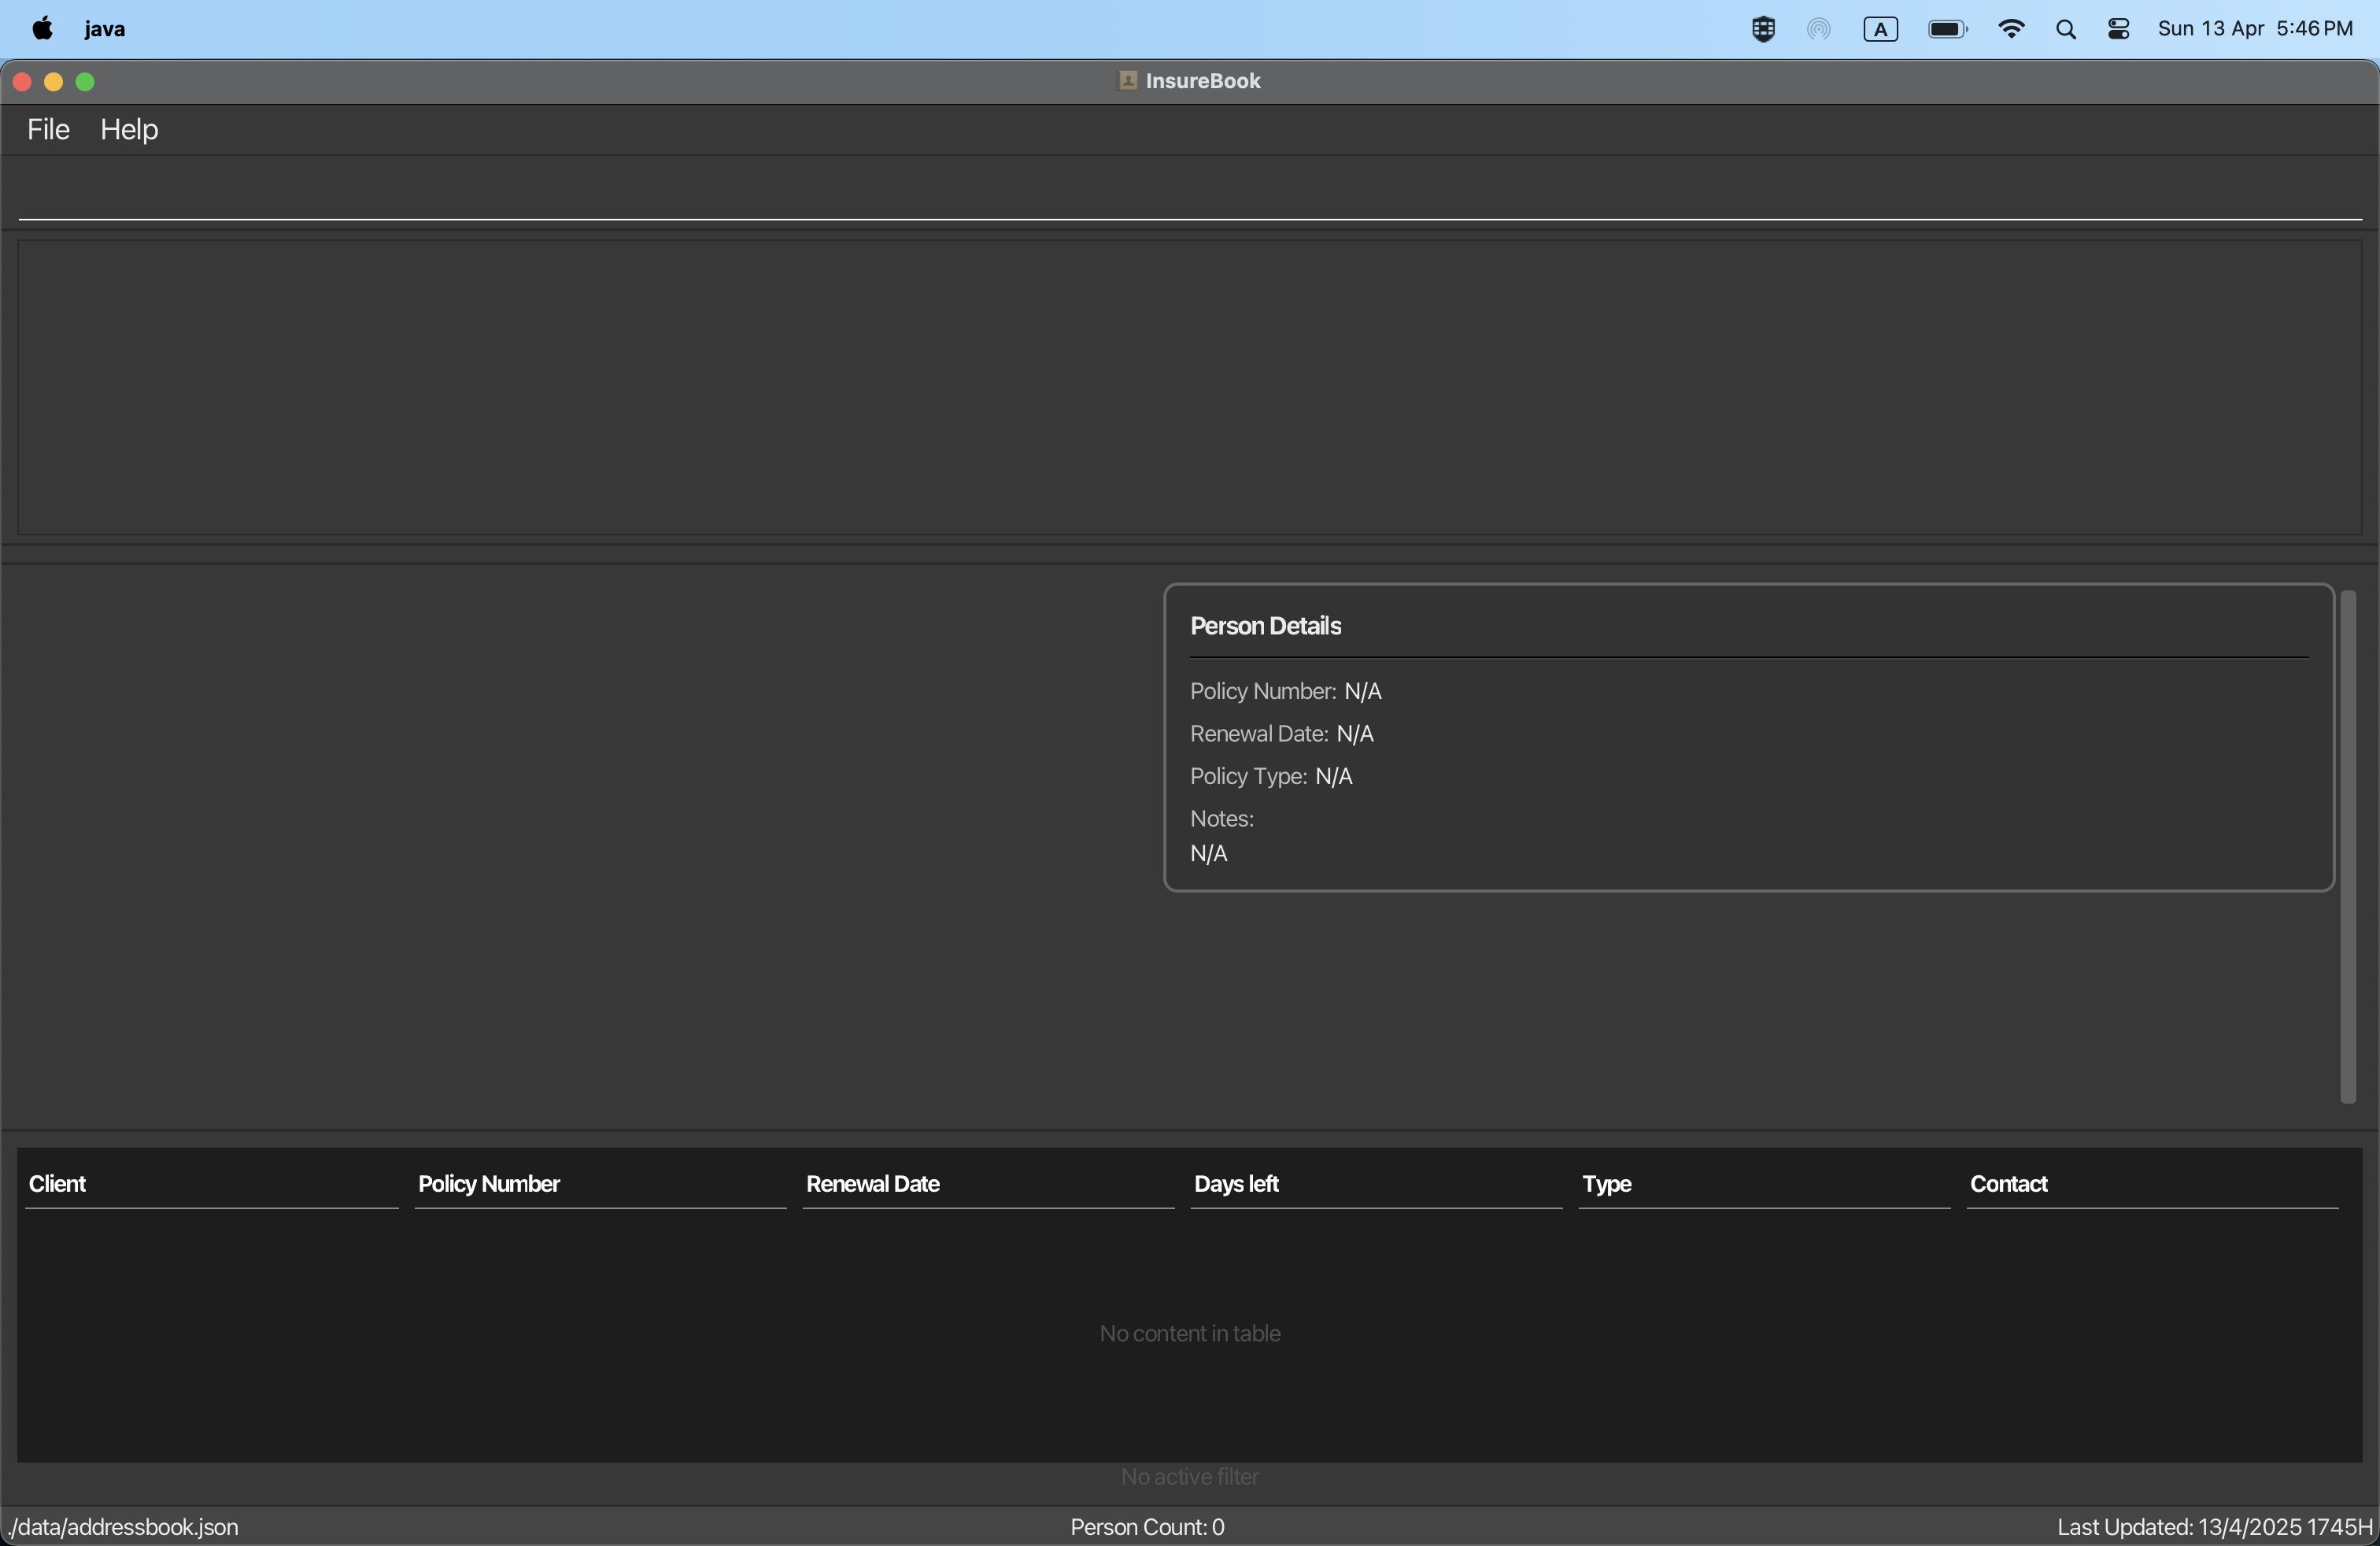 java
A
Sun 13 Apr 5:46 PM
InsureBook
File Help
Person Details
Policy Number: N/A
Renewal Date: N/A
Policy Type: N/A
Notes:
N/A
Client Policy Number Renewal Date Days left Type Contact
No content in table
No active filter
./data/addressbook.json Person Count: 0 Last Updated: 13/4/2025 1745H